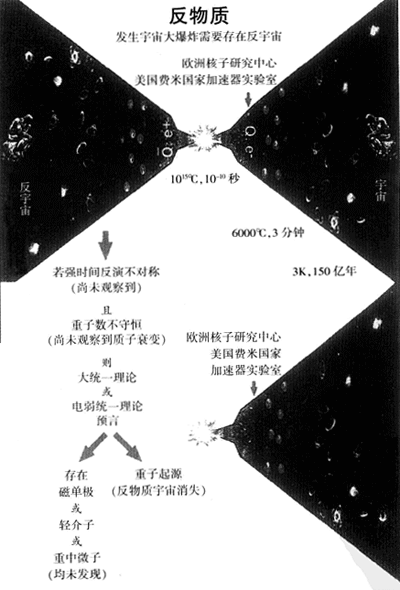 反物质
发生宇宙大爆炸需要存在反宇宙
欧洲核子研究中心
美国费米国家加速器实验室
反宇宙
宇宙
10¹⁵℃,10⁻¹⁰秒
6000℃,3分钟
3K,150亿年
若强时间反演不对称
(尚未观察到)
且
重子数不守恒
(尚未观察到质子衰变)
则
大统一理论
或
电弱统一理论
预言
存在
磁单极
或
轻介子
或
重中微子
(均未发现)
重子起源
(反物质宇宙消失)
欧洲核子研究中心
美国费米国家
加速器实验室